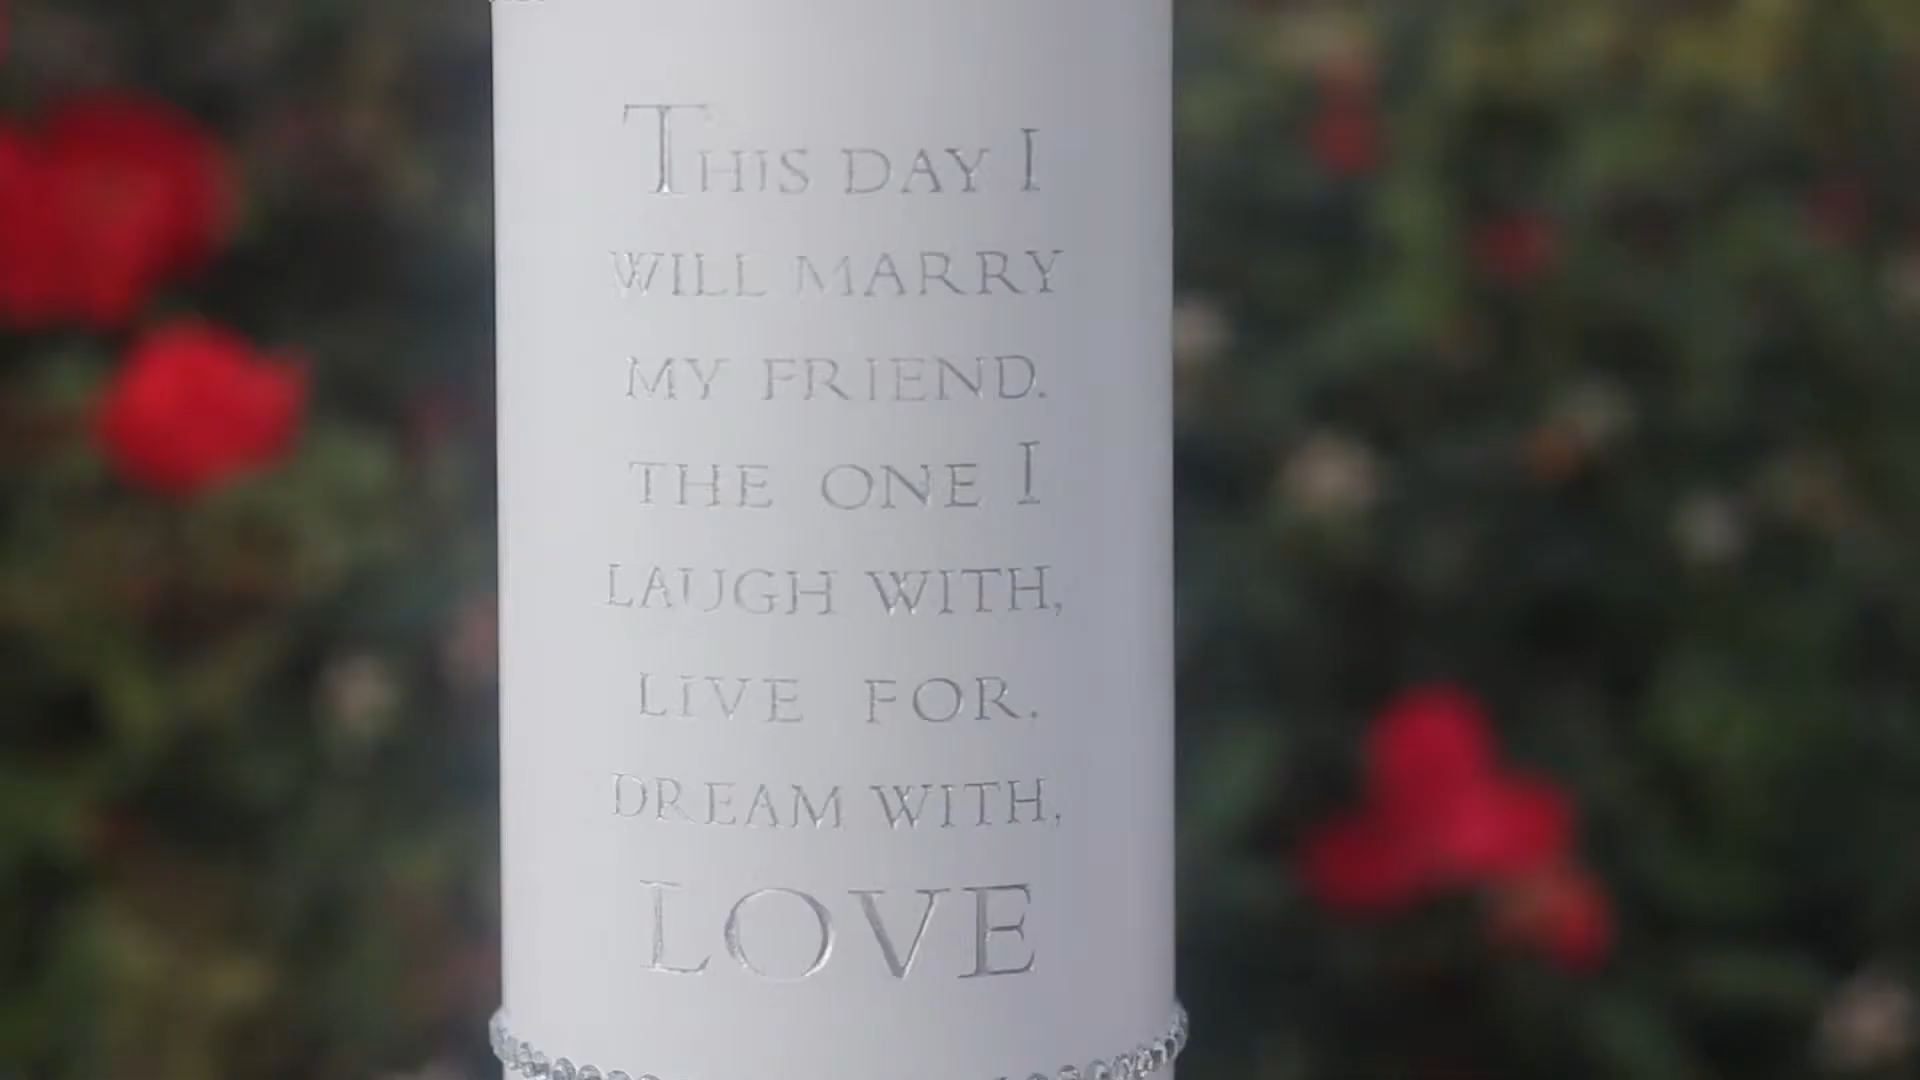 THIS DAY I
WILL MARRY
MY FRIEND.
THE ONE I
LAUGH WITH,
LIVE FOR.
DREAM WITH,
LOVE